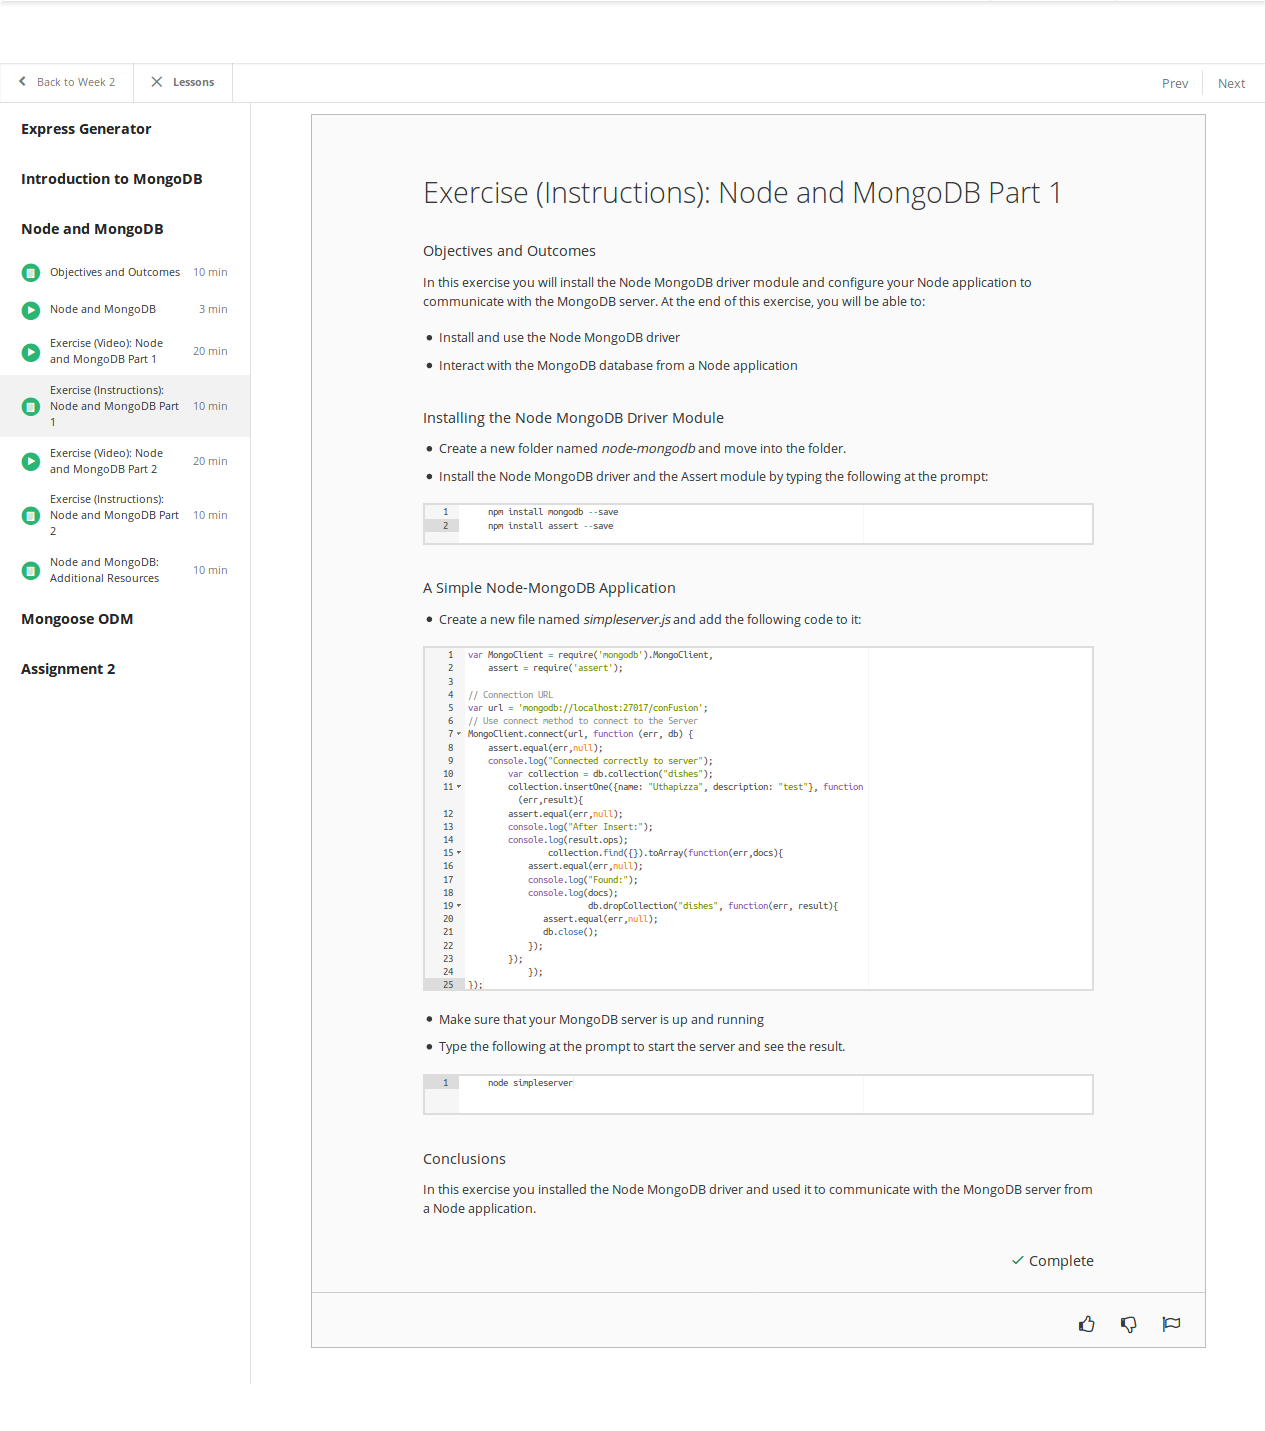 Back to Week 2
Lessons
Prev
Next
Express Generator
Introduction to MongoDB
Node and MongoDB
Objectives and Outcomes 10 min
Node and MongoDB 3 min
Exercise (Video): Node
and MongoDB Part 1
20 min
Exercise (Instructions):
Node and MongoDB Part
1
10 min
Exercise (Video): Node
and MongoDB Part 2
20 min
Exercise (Instructions):
Node and MongoDB Part
2
10 min
Node and MongoDB:
Additional Resources
10 min
Mongoose ODM
Assignment 2
Exercise (Instructions): Node and MongoDB Part 1
Objectives and Outcomes
In this exercise you will install the Node MongoDB driver module and configure your Node application to
communicate with the MongoDB server. At the end of this exercise, you will be able to:
Install and use the Node MongoDB driver
Interact with the MongoDB database from a Node application
Installing the Node MongoDB Driver Module
Create a new folder named node-mongodb and move into the folder.
Install the Node MongoDB driver and the Assert module by typing the following at the prompt:
1 npm install mongodb --save
2 npm install assert --save
A Simple Node-MongoDB Application
Create a new file named simpleserver.js and add the following code to it:
1 var MongoClient = require('mongodb').MongoClient,
2 assert = require('assert');
3
4 // Connection URL
5 var url = 'mongodb://localhost:27017/conFusion';
6 // Use connect method to connect to the Server
7 MongoClient.connect(url, function (err, db) {
8 assert.equal(err,null);
9 console.log("Connected correctly to server");
10 var collection = db.collection("dishes");
11 collection.insertOne({name: "Uthapizza", description: "test"}, function
(err,result){
12 assert.equal(err,null);
13 console.log("After Insert:");
14 console.log(result.ops);
15 collection.find({}).toArray(function(err,docs){
16 assert.equal(err,null);
17 console.log("Found:");
18 console.log(docs);
19 db.dropCollection("dishes", function(err, result){
20 assert.equal(err,null);
21 db.close();
22 });
23 });
24 });
25 });
Make sure that your MongoDB server is up and running
Type the following at the prompt to start the server and see the result.
1 node simpleserver
Conclusions
In this exercise you installed the Node MongoDB driver and used it to communicate with the MongoDB server from
a Node application.
Complete